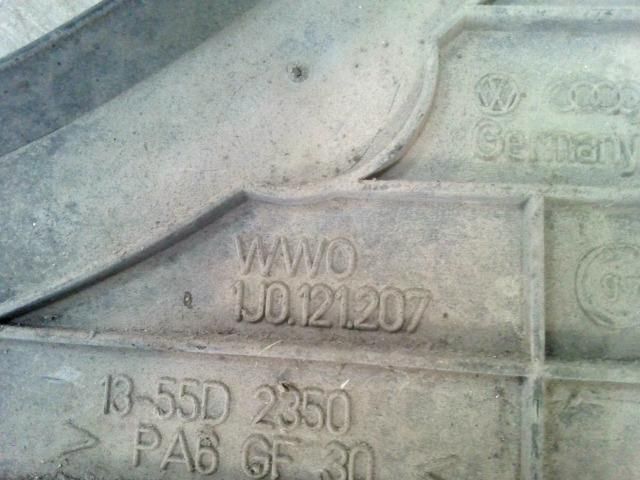 Germany
WWO
1J0.121.207
13-55D 2350
>PA6 GF 30<